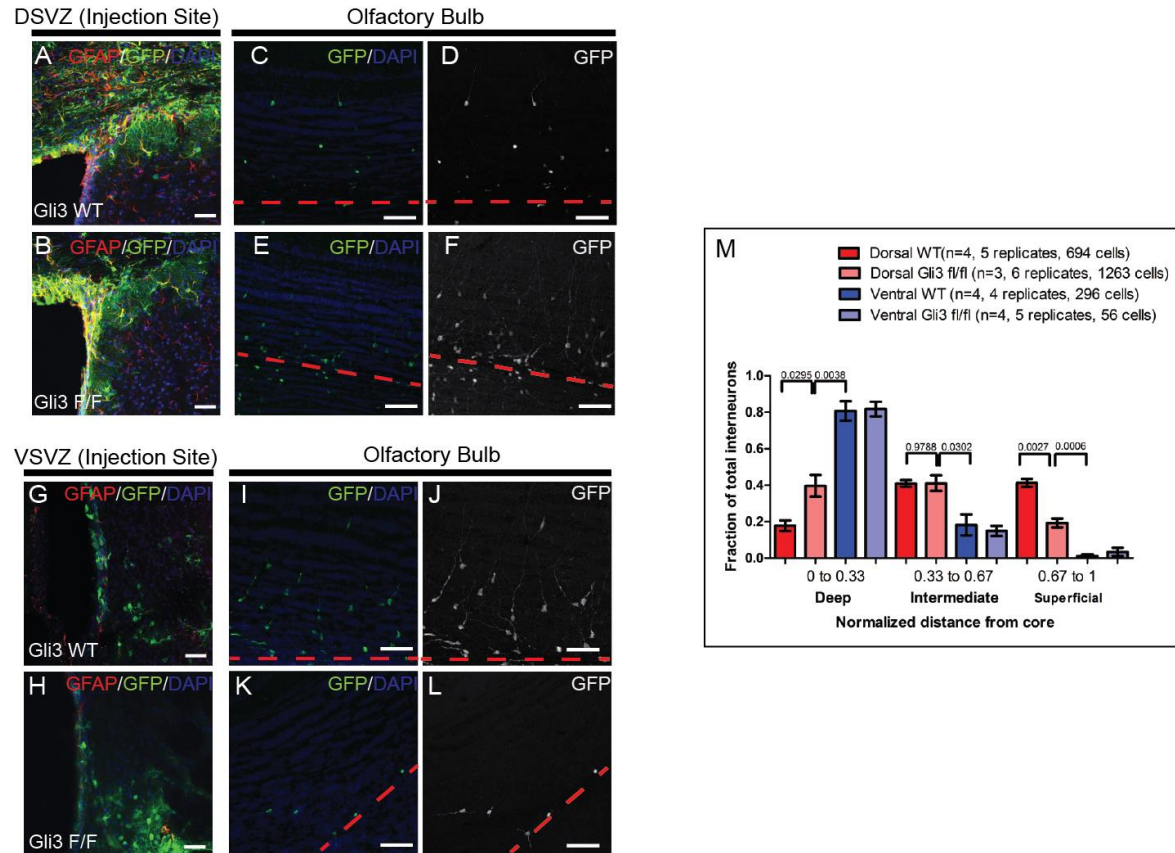 DSVZ (Injection Site)
Olfactory Bulb
A
GFAP/GFP/DAPI
Gli3 WT
C
GFP/DAPI
D
GFP
B
GFAP/GFP/DAPI
Gli3 F/F
E
GFP/DAPI
F
GFP
VSVZ (Injection Site)
Olfactory Bulb
G
GFAP/GFP/DAPI
Gli3 WT
I
GFP/DAPI
J
GFP
H
GFAP/GFP/DAPI
Gli3 F/F
K
GFP/DAPI
L
GFP
M
Dorsal WT(n=4, 5 replicates, 694 cells)
Dorsal Gli3 fl/fl (n=3, 6 replicates, 1263 cells)
Ventral WT (n=4, 4 replicates, 296 cells)
Ventral Gli3 fl/fl (n=4, 5 replicates, 56 cells)
Fraction of total interneurons
1.0
0.8
0.6
0.4
0.2
0.0
0.0295 0.0038
0.9788 0.0302
0.0027 0.0006
0 to 0.33 0.33 to 0.67 0.67 to 1
Deep Intermediate Superficial
Normalized distance from core